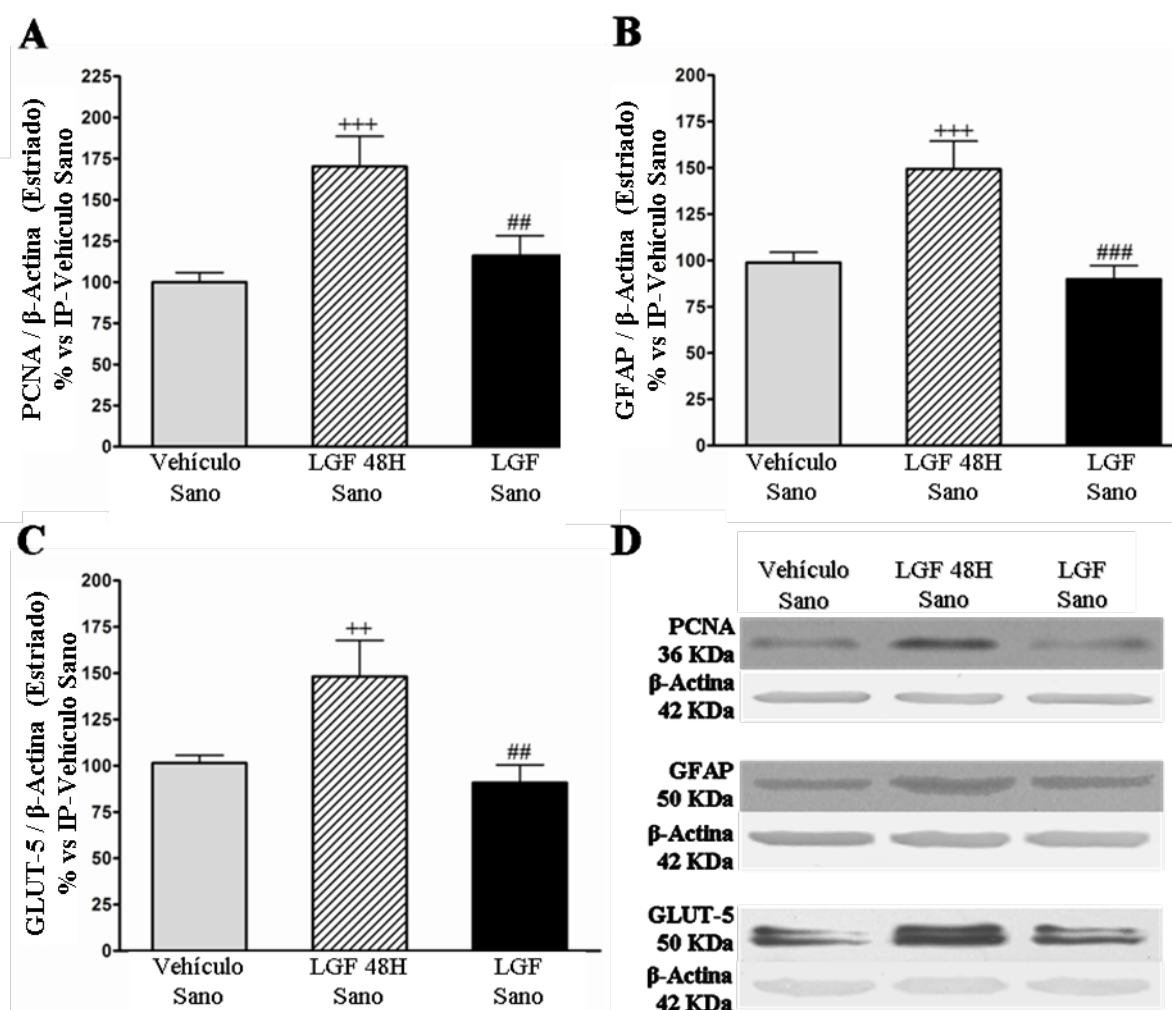 A
PCNA / β-Actina (Estriado)
% vs IP-Vehículo Sano
225
200
175
150
125
100
75
50
25
0
+++
##
Vehículo
Sano
LGF 48H
Sano
LGF
Sano
B
GFAP / β-Actina (Estriado)
% vs IP-Vehículo Sano
200
175
150
125
100
75
50
25
0
+++
###
Vehículo
Sano
LGF 48H
Sano
LGF
Sano
C
GLUT-5 / β-Actina (Estriado)
% vs IP-Vehículo Sano
200
175
150
125
100
75
50
25
0
++
##
Vehículo
Sano
LGF 48H
Sano
LGF
Sano
D
Vehículo
Sano
LGF 48H
Sano
LGF
Sano
PCNA
36 KDa
β-Actina
42 KDa
GFAP
50 KDa
β-Actina
42 KDa
GLUT-5
50 KDa
β-Actina
42 KDa